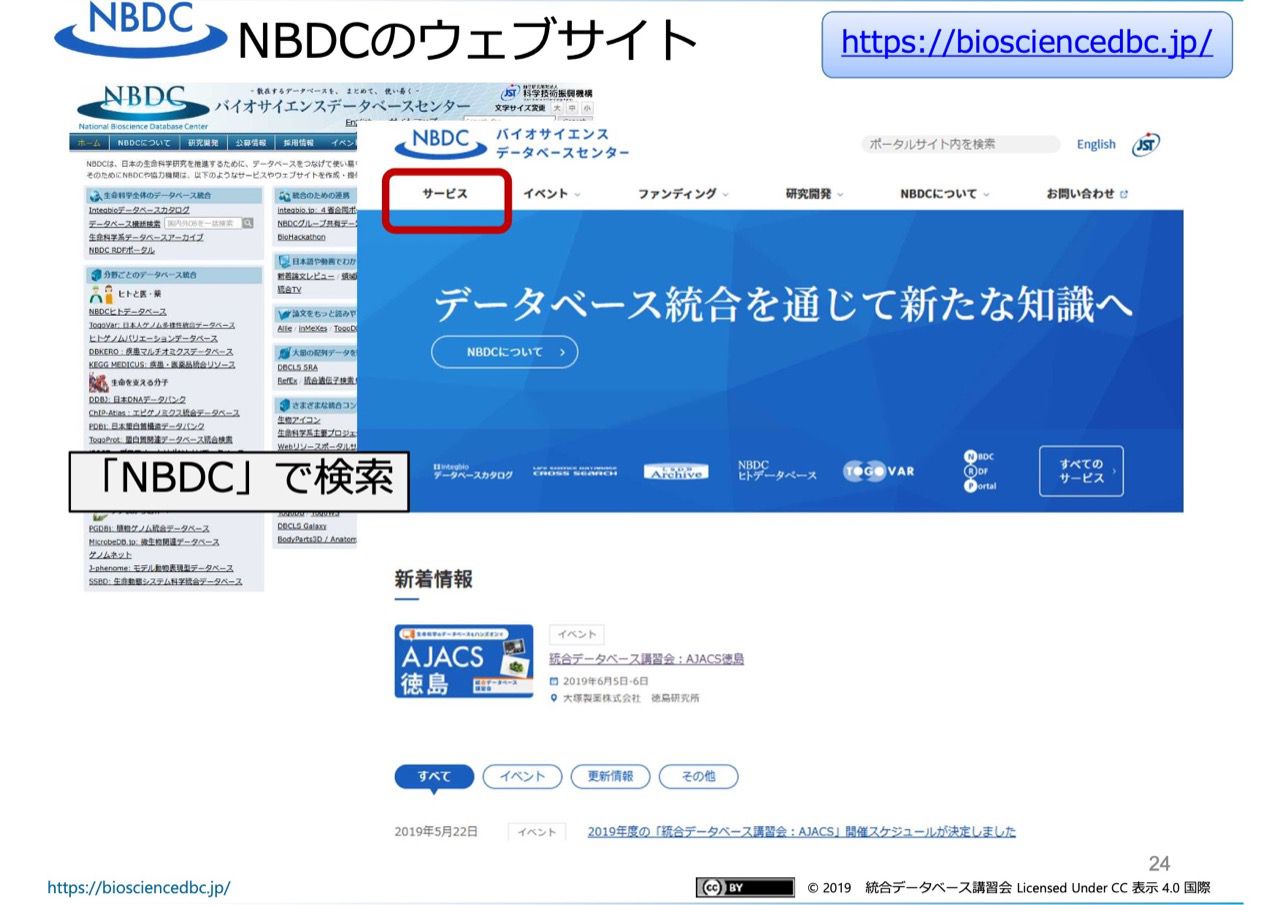 NBDC
NBDCのウェブサイト
https://biosciencedbc.jp/
- 散在するデータベースを、まとめて、使い易く -
NBDC
バイオサイエンスデータベースセンター
National Bioscience Database Center
JST
科学技術振興機構
文字サイズ変更 大 中 小
ホーム NBDCについて 研究開発 公募情報 採用情報 イベン
NBDCは、日本の生命科学研究を推進するために、データベースをつなげて使い易
そのためにNBDCや協力機関は、以下のようなサービスやウェブサイトを作成・提
生命科学全体のデータベース統合
Integbioデータベースカタログ
データベース横断検索 国内外DBを一括検索
生命科学系データベースアーカイブ
NBDC RDFポータル
分野ごとのデータベース統合
ヒトと医・薬
NBDCヒトデータベース
TogoVar: 日本人ゲノム多様性統合データベース
ヒトゲノムバリエーションデータベース
DBKERO: 疾患マルチオミクスデータベース
KEGG MEDICUS: 疾患・医薬品統合リソース
生命を支える分子
DDBJ: 日本DNAデータバンク
ChIP-Atlas: エピゲノミクス統合データベース
PDBj: 日本蛋白質構造データバンク
TogoProt: 蛋白質関連データベース統合検索
統合のための連携
integbio.jp: 4省合同ポ
NBDCグループ共有デー
BioHackathon
日本語や動画でわか
新着論文レビュー / 領域
統合TV
論文をもっと読みや
Allie / inMeXes / TogoD
大量の配列データを
DBCLS SRA
RefEx / 統合遺伝子検索
さまざまな統合コン
生物アイコン
生命科学系主要プロジェ
Webリソースポータルサ
「NBDC」で検索
TogoDB / TogoWS
DBCLS Galaxy
BodyParts3D / Anatom
PGDBj: 植物ゲノム統合データベース
MicrobeDB.jp: 微生物関連データベース
ゲノムネット
J-phenome: モデル動物表現型データベース
SSBD: 生命動態システム科学統合データベース
NBDC
バイオサイエンス
データベースセンター
ポータルサイト内を検索
English
JST
サービス イベント ファンディング 研究開発 NBDCについて お問い合わせ
データベース統合を通じて新たな知識へ
NBDCについて
Integbio
データベースカタログ
LIFE SCIENCE DATABASE
CROSS SEARCH
Archive
NBDC
ヒトデータベース
TOGO VAR
NBDC
RDF
Portal
すべての
サービス
新着情報
生命科学のデータベースをハンズオンで
AJACS
徳島
統合データベース
講習会
イベント
統合データベース講習会：AJACS徳島
2019年6月5日-6日
大塚製薬株式会社 徳島研究所
すべて イベント 更新情報 その他
2019年5月22日 イベント 2019年度の「統合データベース講習会：AJACS」開催スケジュールが決定しました
24
https://biosciencedbc.jp/
CC BY
© 2019 統合データベース講習会 Licensed Under CC 表示 4.0 国際